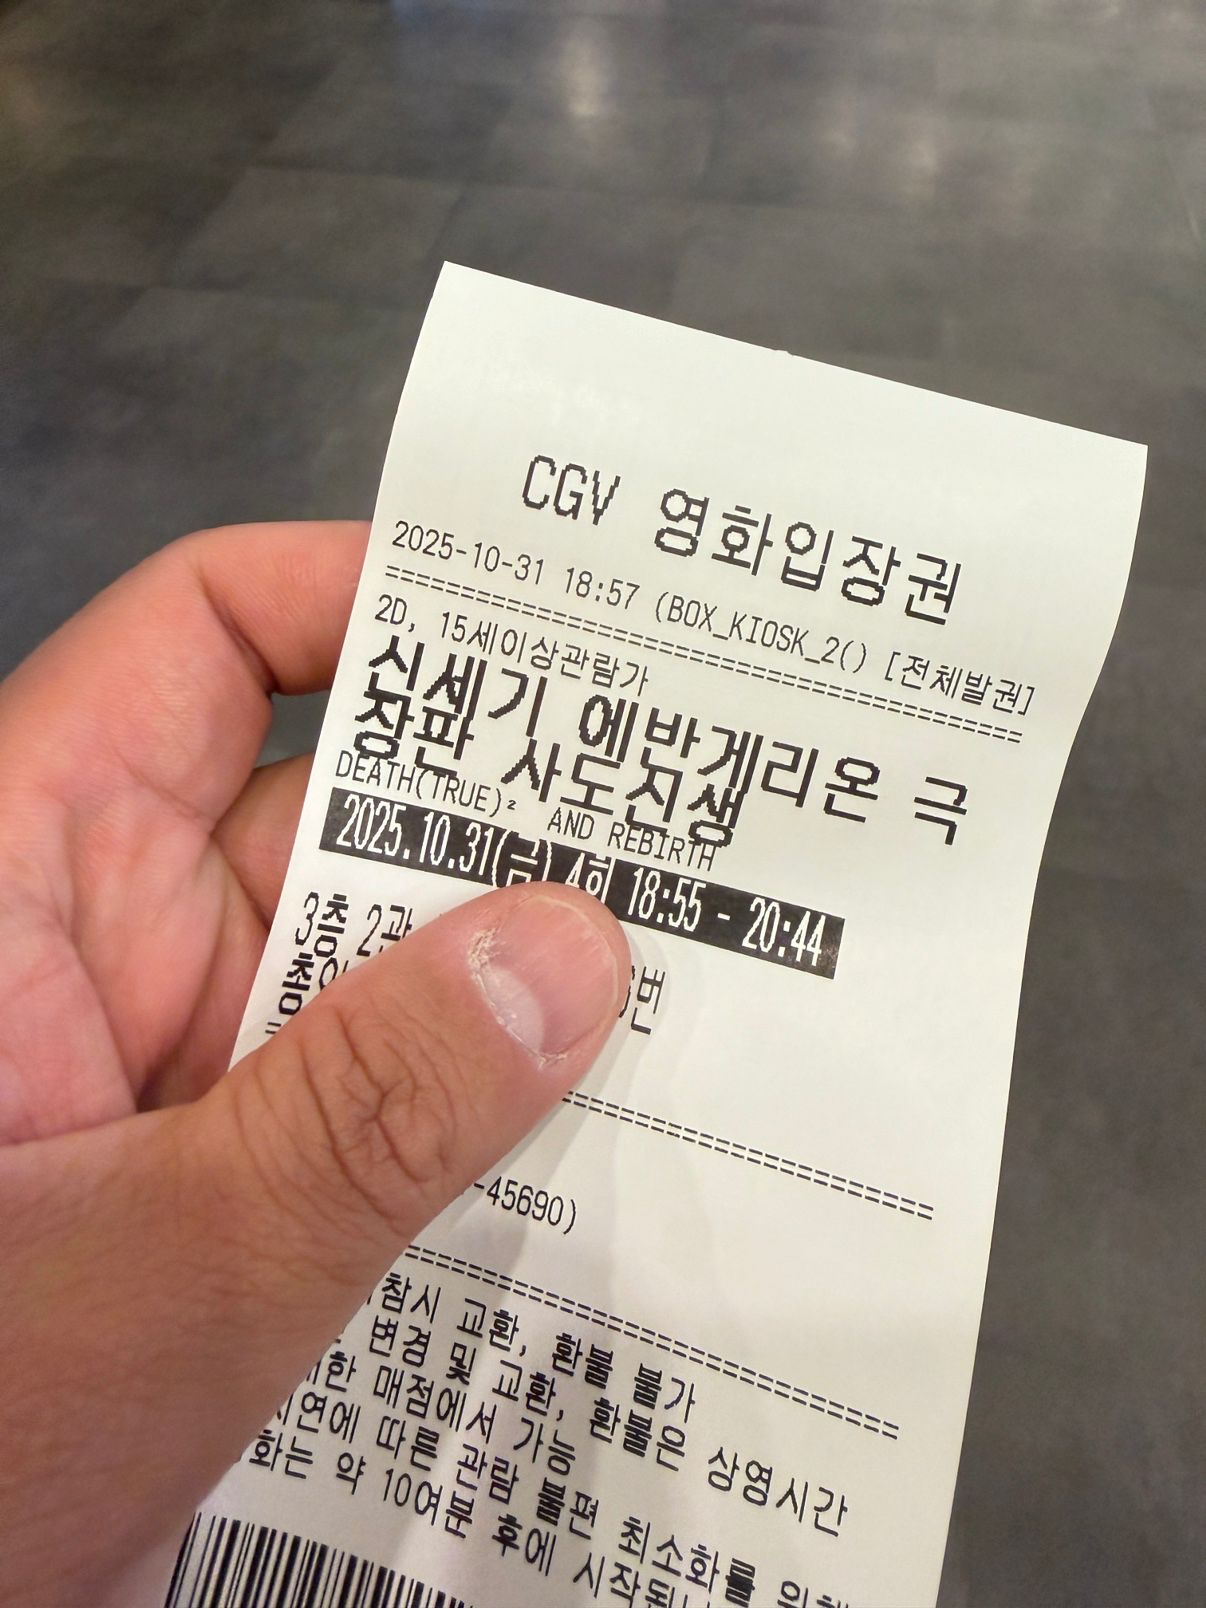 CGV 영화입장권
2025-10-31 18:57 (BOX_KIOSK_2() [전체발권]
2D, 15세이상관람가
신세기 에반게리온 극
장판 사도신생
DEATH(TRUE)² AND REBIRTH
2025.10.31(금) 4회 18:55 - 20:44
3층 2관 6번
-45690)
참시 교환, 환불 불가
변경 및 교환, 환불은 상영시간
매점에서 가능
지연에 따른 관람 불편 최소화를 위해
화는 약 10여분 후에 시작됩니